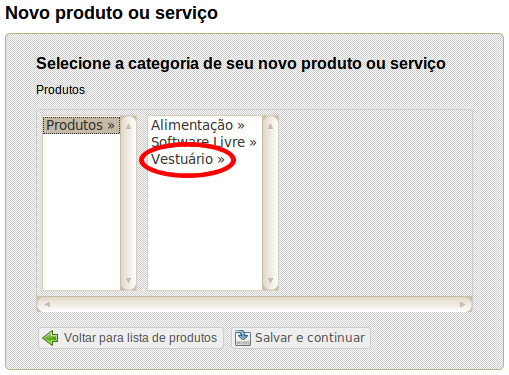 Novo produto ou serviço
Selecione a categoria de seu novo produto ou serviço
Produtos
Produtos »
Alimentação »
Software Livre »
Vestuário »
Voltar para lista de produtos
Salvar e continuar